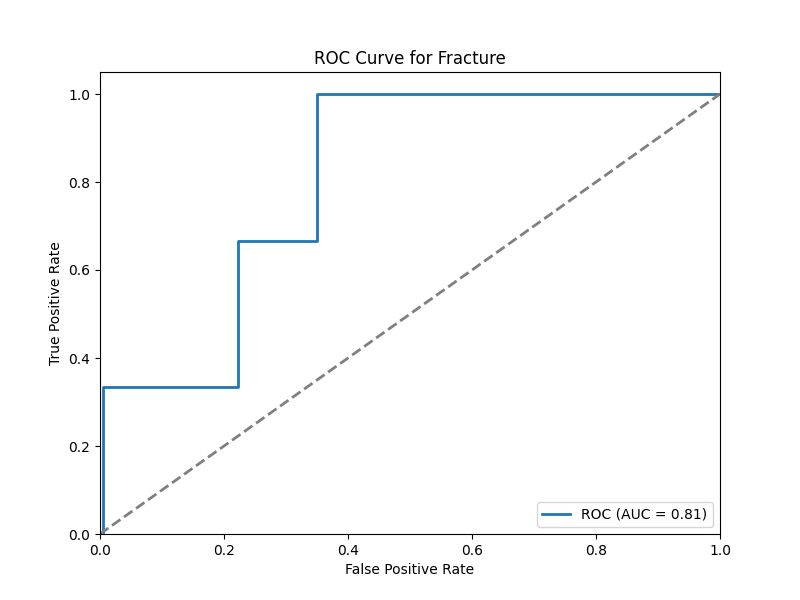 ROC Curve for Fracture
1.0
0.8
0.6
0.4
0.2
0.0
True Positive Rate
ROC (AUC = 0.81)
0.0 0.2 0.4 0.6 0.8 1.0
False Positive Rate